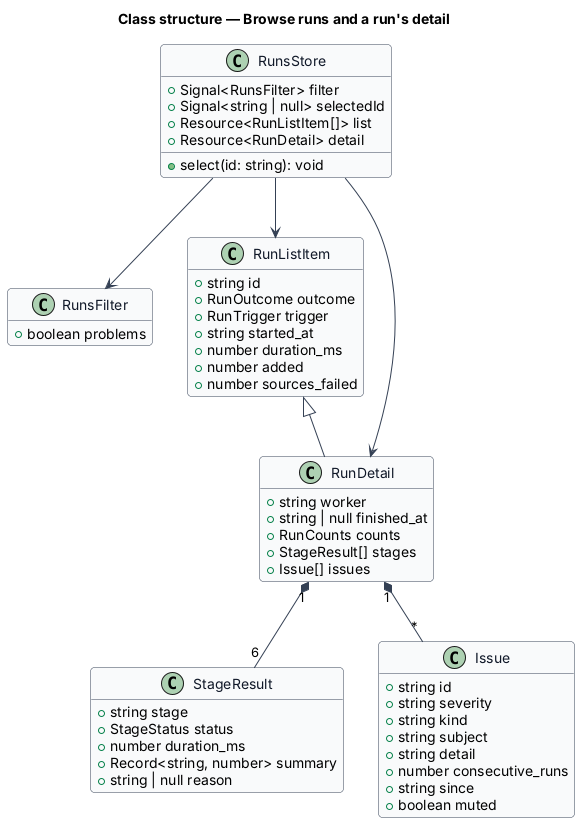 Class structure — Browse runs and a run's detail
C RunsStore
Signal<RunsFilter> filter
Signal<string | null> selectedId
Resource<RunListItem[]> list
Resource<RunDetail> detail
select(id: string): void
C RunListItem
string id
RunOutcome outcome
RunTrigger trigger
string started_at
number duration_ms
number added
number sources_failed
C RunsFilter
boolean problems
C RunDetail
string worker
string | null finished_at
RunCounts counts
StageResult[] stages
Issue[] issues
1
1
6
*
C StageResult
string stage
StageStatus status
number duration_ms
Record<string, number> summary
string | null reason
C Issue
string id
string severity
string kind
string subject
string detail
number consecutive_runs
string since
boolean muted